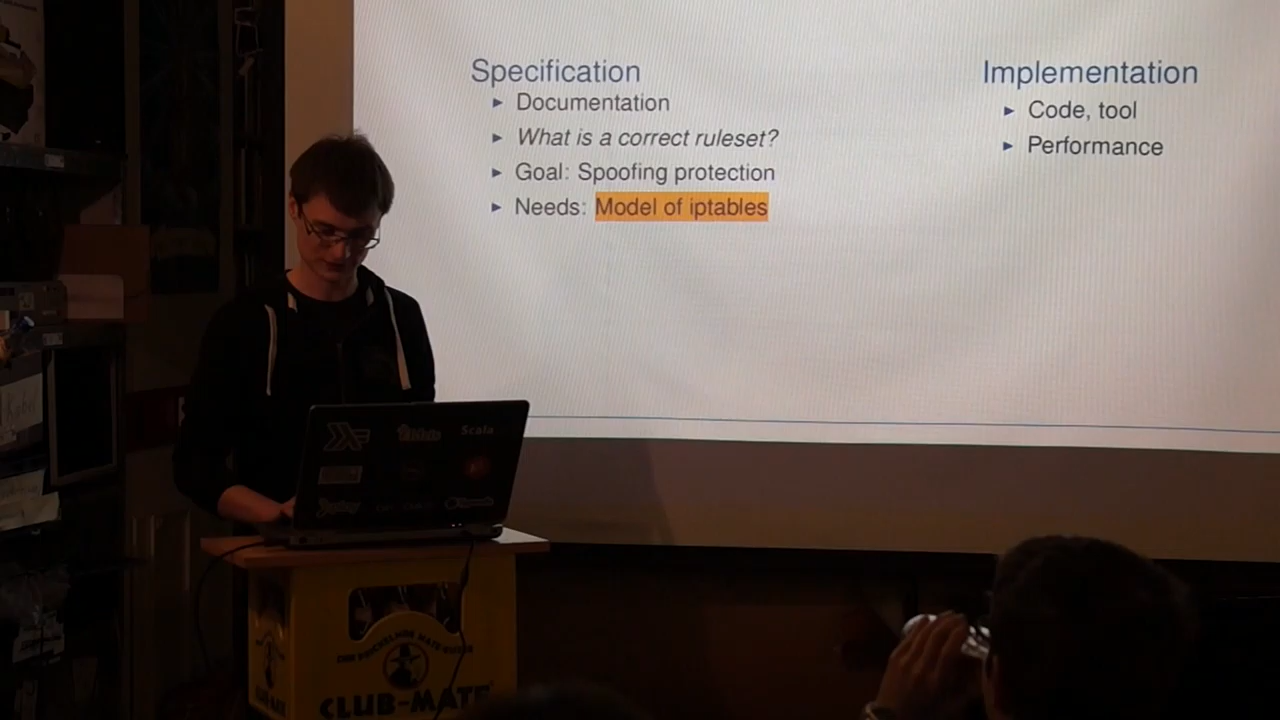 Specification
► Documentation
► What is a correct ruleset?
► Goal: Spoofing protection
► Needs: Model of iptables
Implementation
► Code, tool
► Performance
Scala
CLUB-MATE